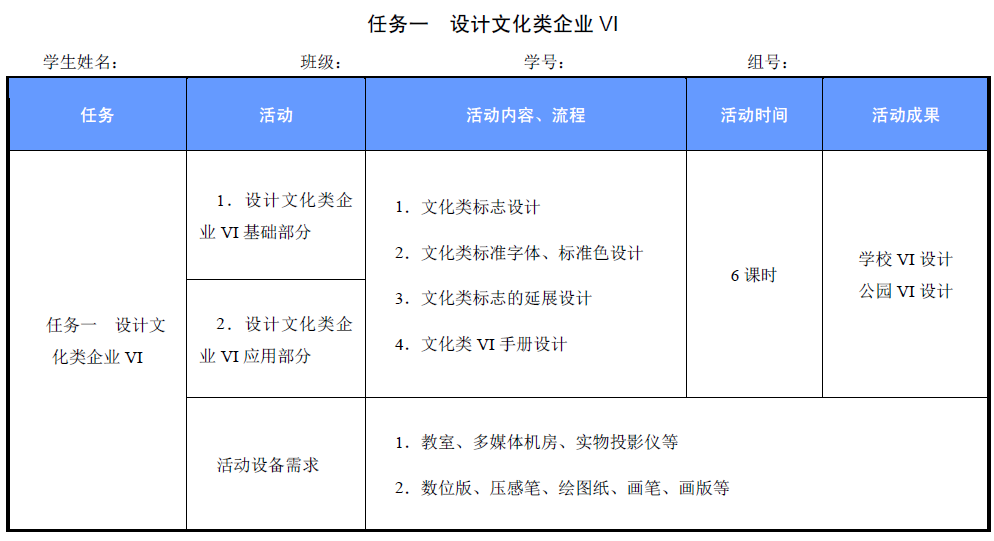 任务一 设计文化类企业 VI
学生姓名: 班级: 学号: 组号:
任务 活动 活动内容、流程 活动时间 活动成果
任务一 设计文
化类企业 VI
1.设计文化类企
业 VI 基础部分
2.设计文化类企
业 VI 应用部分
1.文化类标志设计
2.文化类标准字体、标准色设计
3.文化类标志的延展设计
4.文化类 VI 手册设计
6 课时
学校 VI 设计
公园 VI 设计
活动设备需求
1.教室、多媒体机房、实物投影仪等
2.数位版、压感笔、绘图纸、画笔、画版等